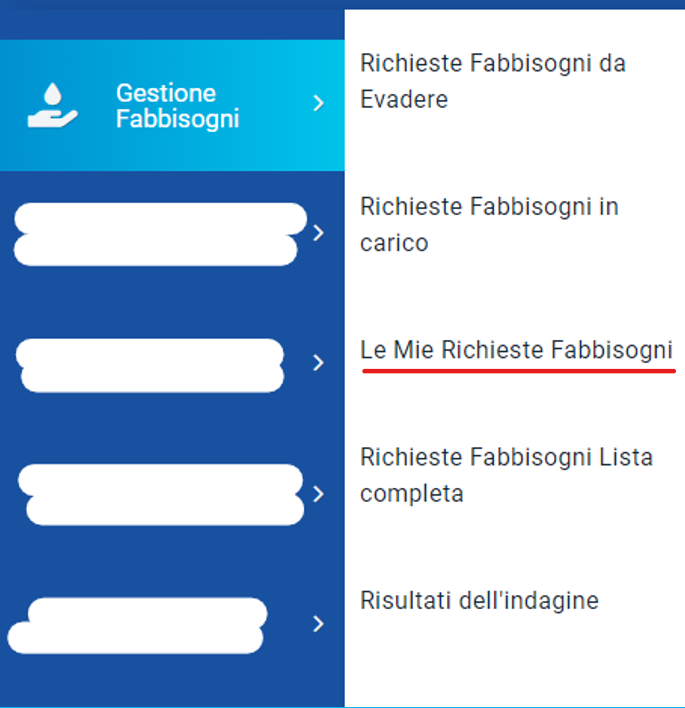 Gestione
Fabbisogni
Richieste Fabbisogni da
Evadere
Richieste Fabbisogni in
carico
Le Mie Richieste Fabbisogni
Richieste Fabbisogni Lista
completa
Risultati dell'indagine